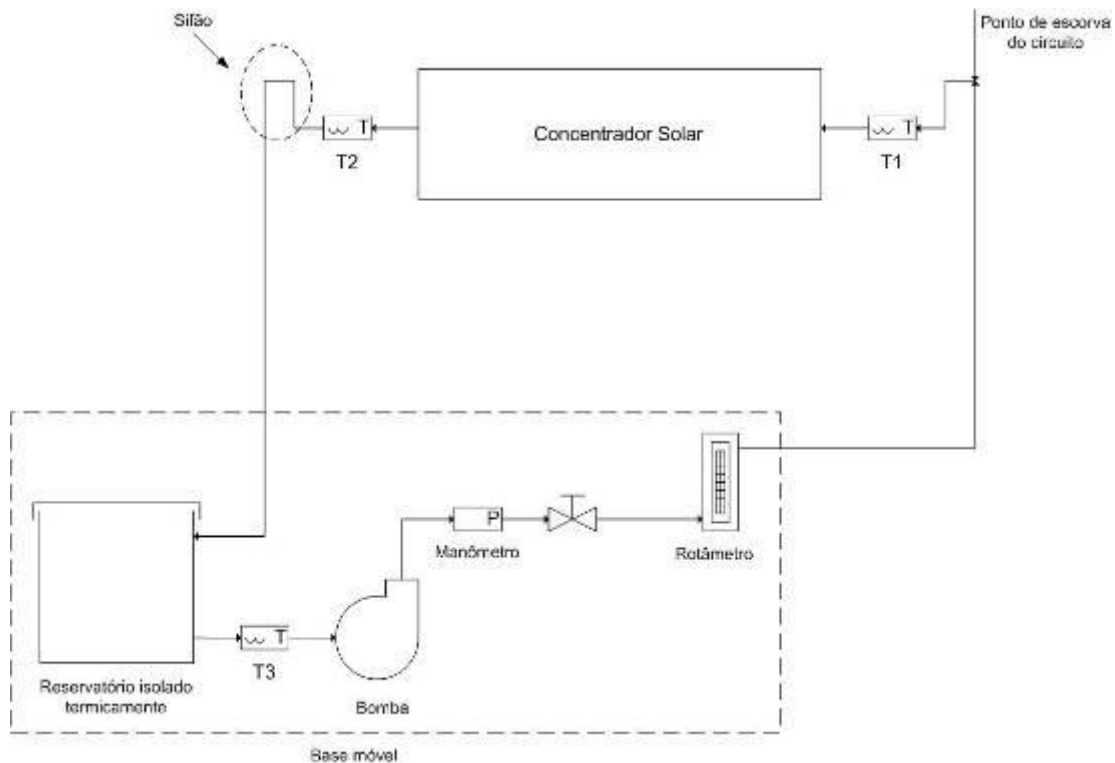 Sifão
Ponto de escorva
do circuito
T
T2
Concentrador Solar
T
T1
P
Manômetro
Rotâmetro
T
T3
Reservatório isolado
termicamente
Bomba
Base móvel